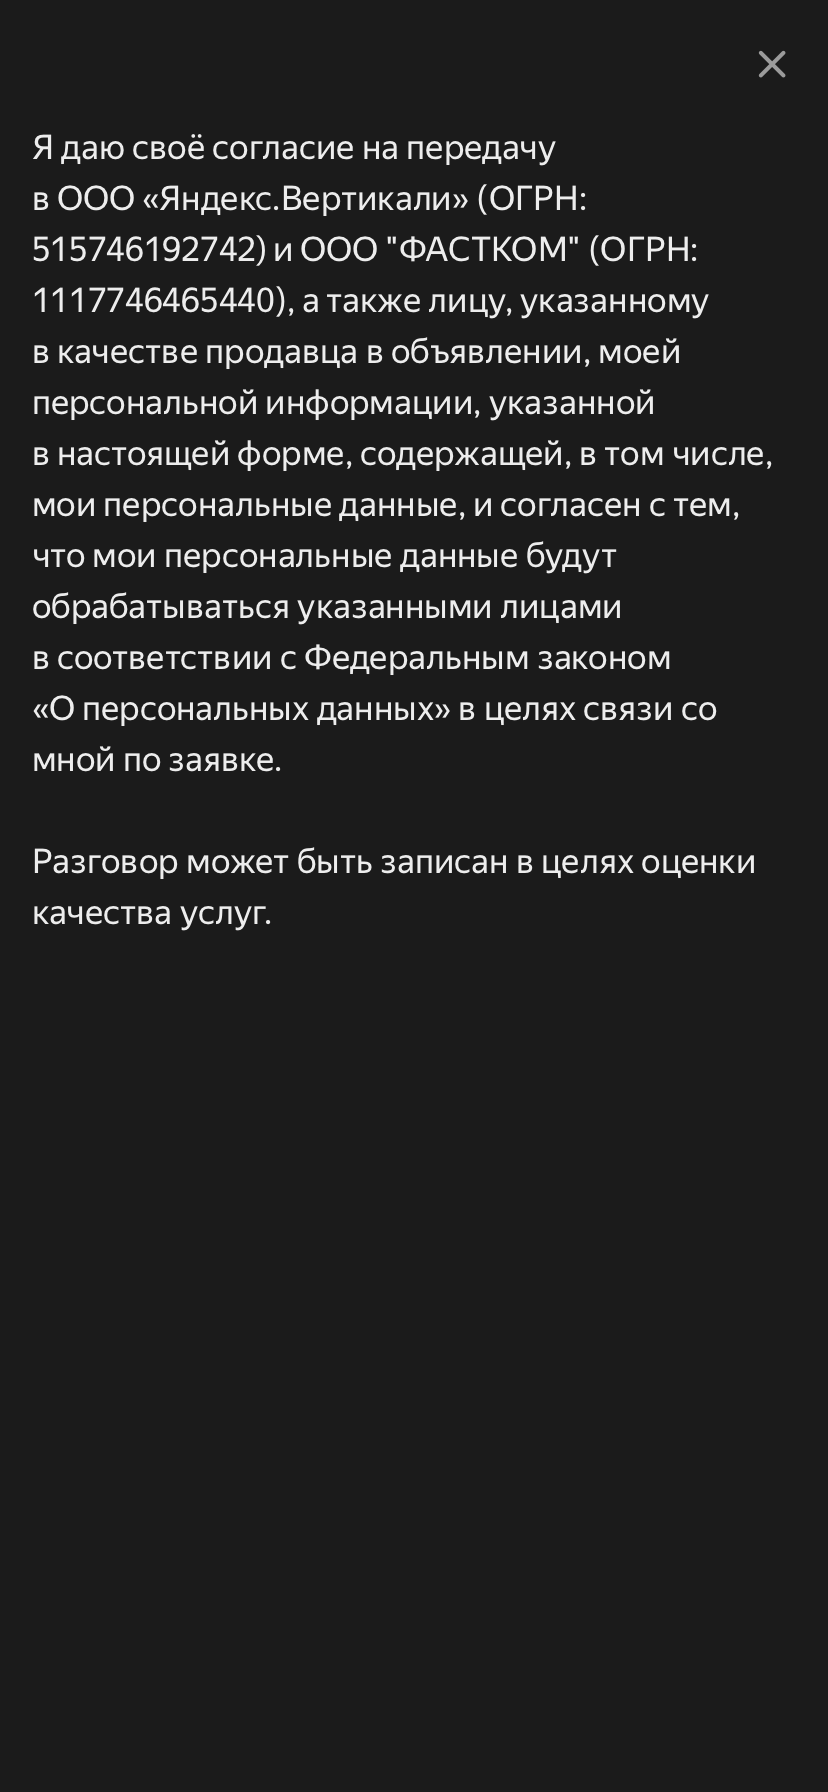 Я даю своё согласие на передачу
в ООО «Яндекс.Вертикали» (ОГРН:
515746192742) и ООО "ФАСТКОМ" (ОГРН:
1117746465440), а также лицу, указанному
в качестве продавца в объявлении, моей
персональной информации, указанной
в настоящей форме, содержащей, в том числе,
мои персональные данные, и согласен с тем,
что мои персональные данные будут
обрабатываться указанными лицами
в соответствии с Федеральным законом
«О персональных данных» в целях связи со
мной по заявке.
Разговор может быть записан в целях оценки
качества услуг.